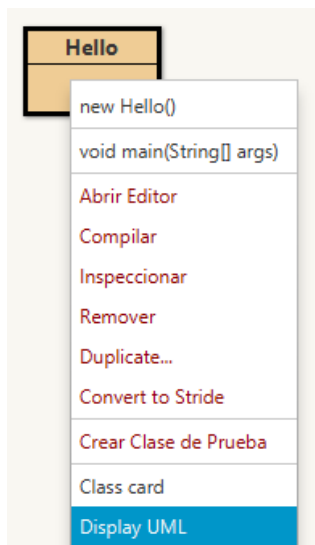 Hello
new Hello()
void main(String[] args)
Abrir Editor
Compilar
Inspeccionar
Remover
Duplicate...
Convert to Stride
Crear Clase de Prueba
Class card
Display UML